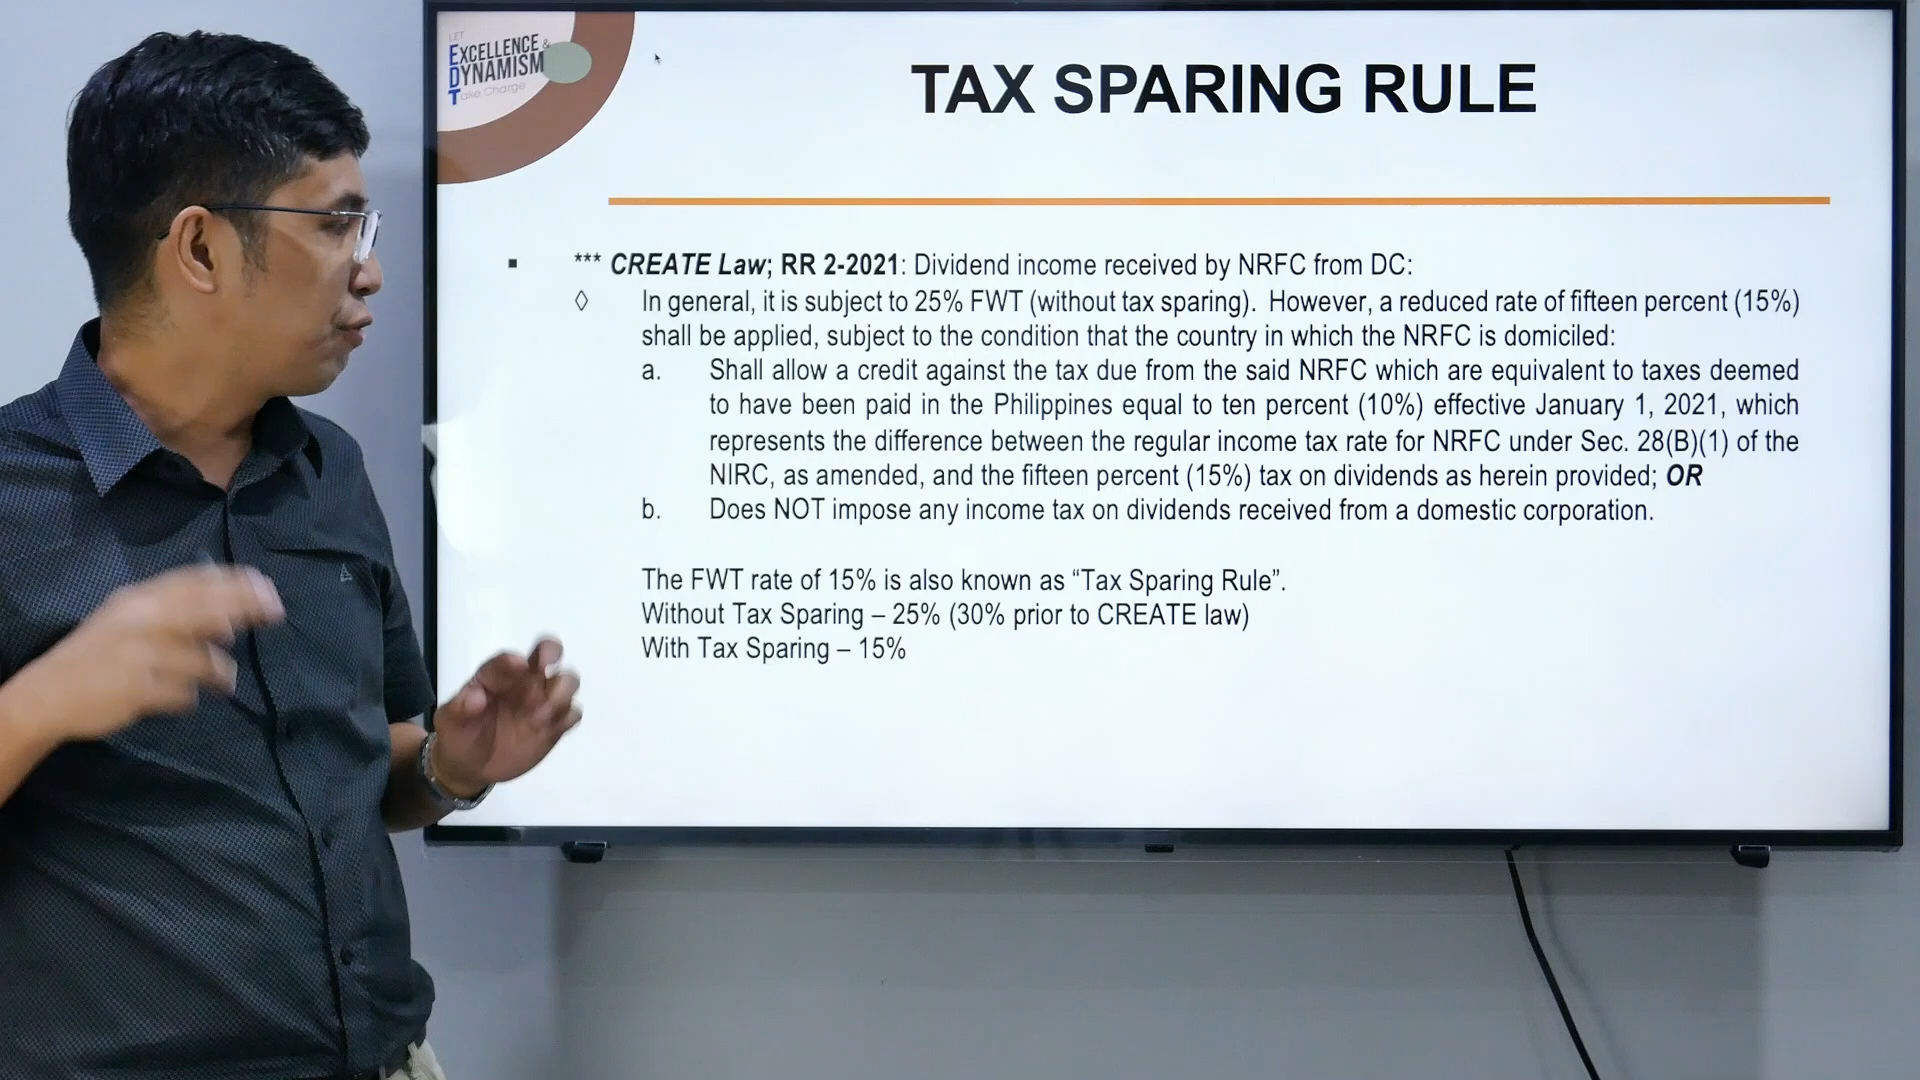 LET
EXCELLENCE &
DYNAMISM
Take Charge
TAX SPARING RULE
▪ *** CREATE Law; RR 2-2021: Dividend income received by NRFC from DC:
◊ In general, it is subject to 25% FWT (without tax sparing). However, a reduced rate of fifteen percent (15%)
shall be applied, subject to the condition that the country in which the NRFC is domiciled:
a. Shall allow a credit against the tax due from the said NRFC which are equivalent to taxes deemed
to have been paid in the Philippines equal to ten percent (10%) effective January 1, 2021, which
represents the difference between the regular income tax rate for NRFC under Sec. 28(B)(1) of the
NIRC, as amended, and the fifteen percent (15%) tax on dividends as herein provided; OR
b. Does NOT impose any income tax on dividends received from a domestic corporation.
The FWT rate of 15% is also known as “Tax Sparing Rule”.
Without Tax Sparing – 25% (30% prior to CREATE law)
With Tax Sparing – 15%